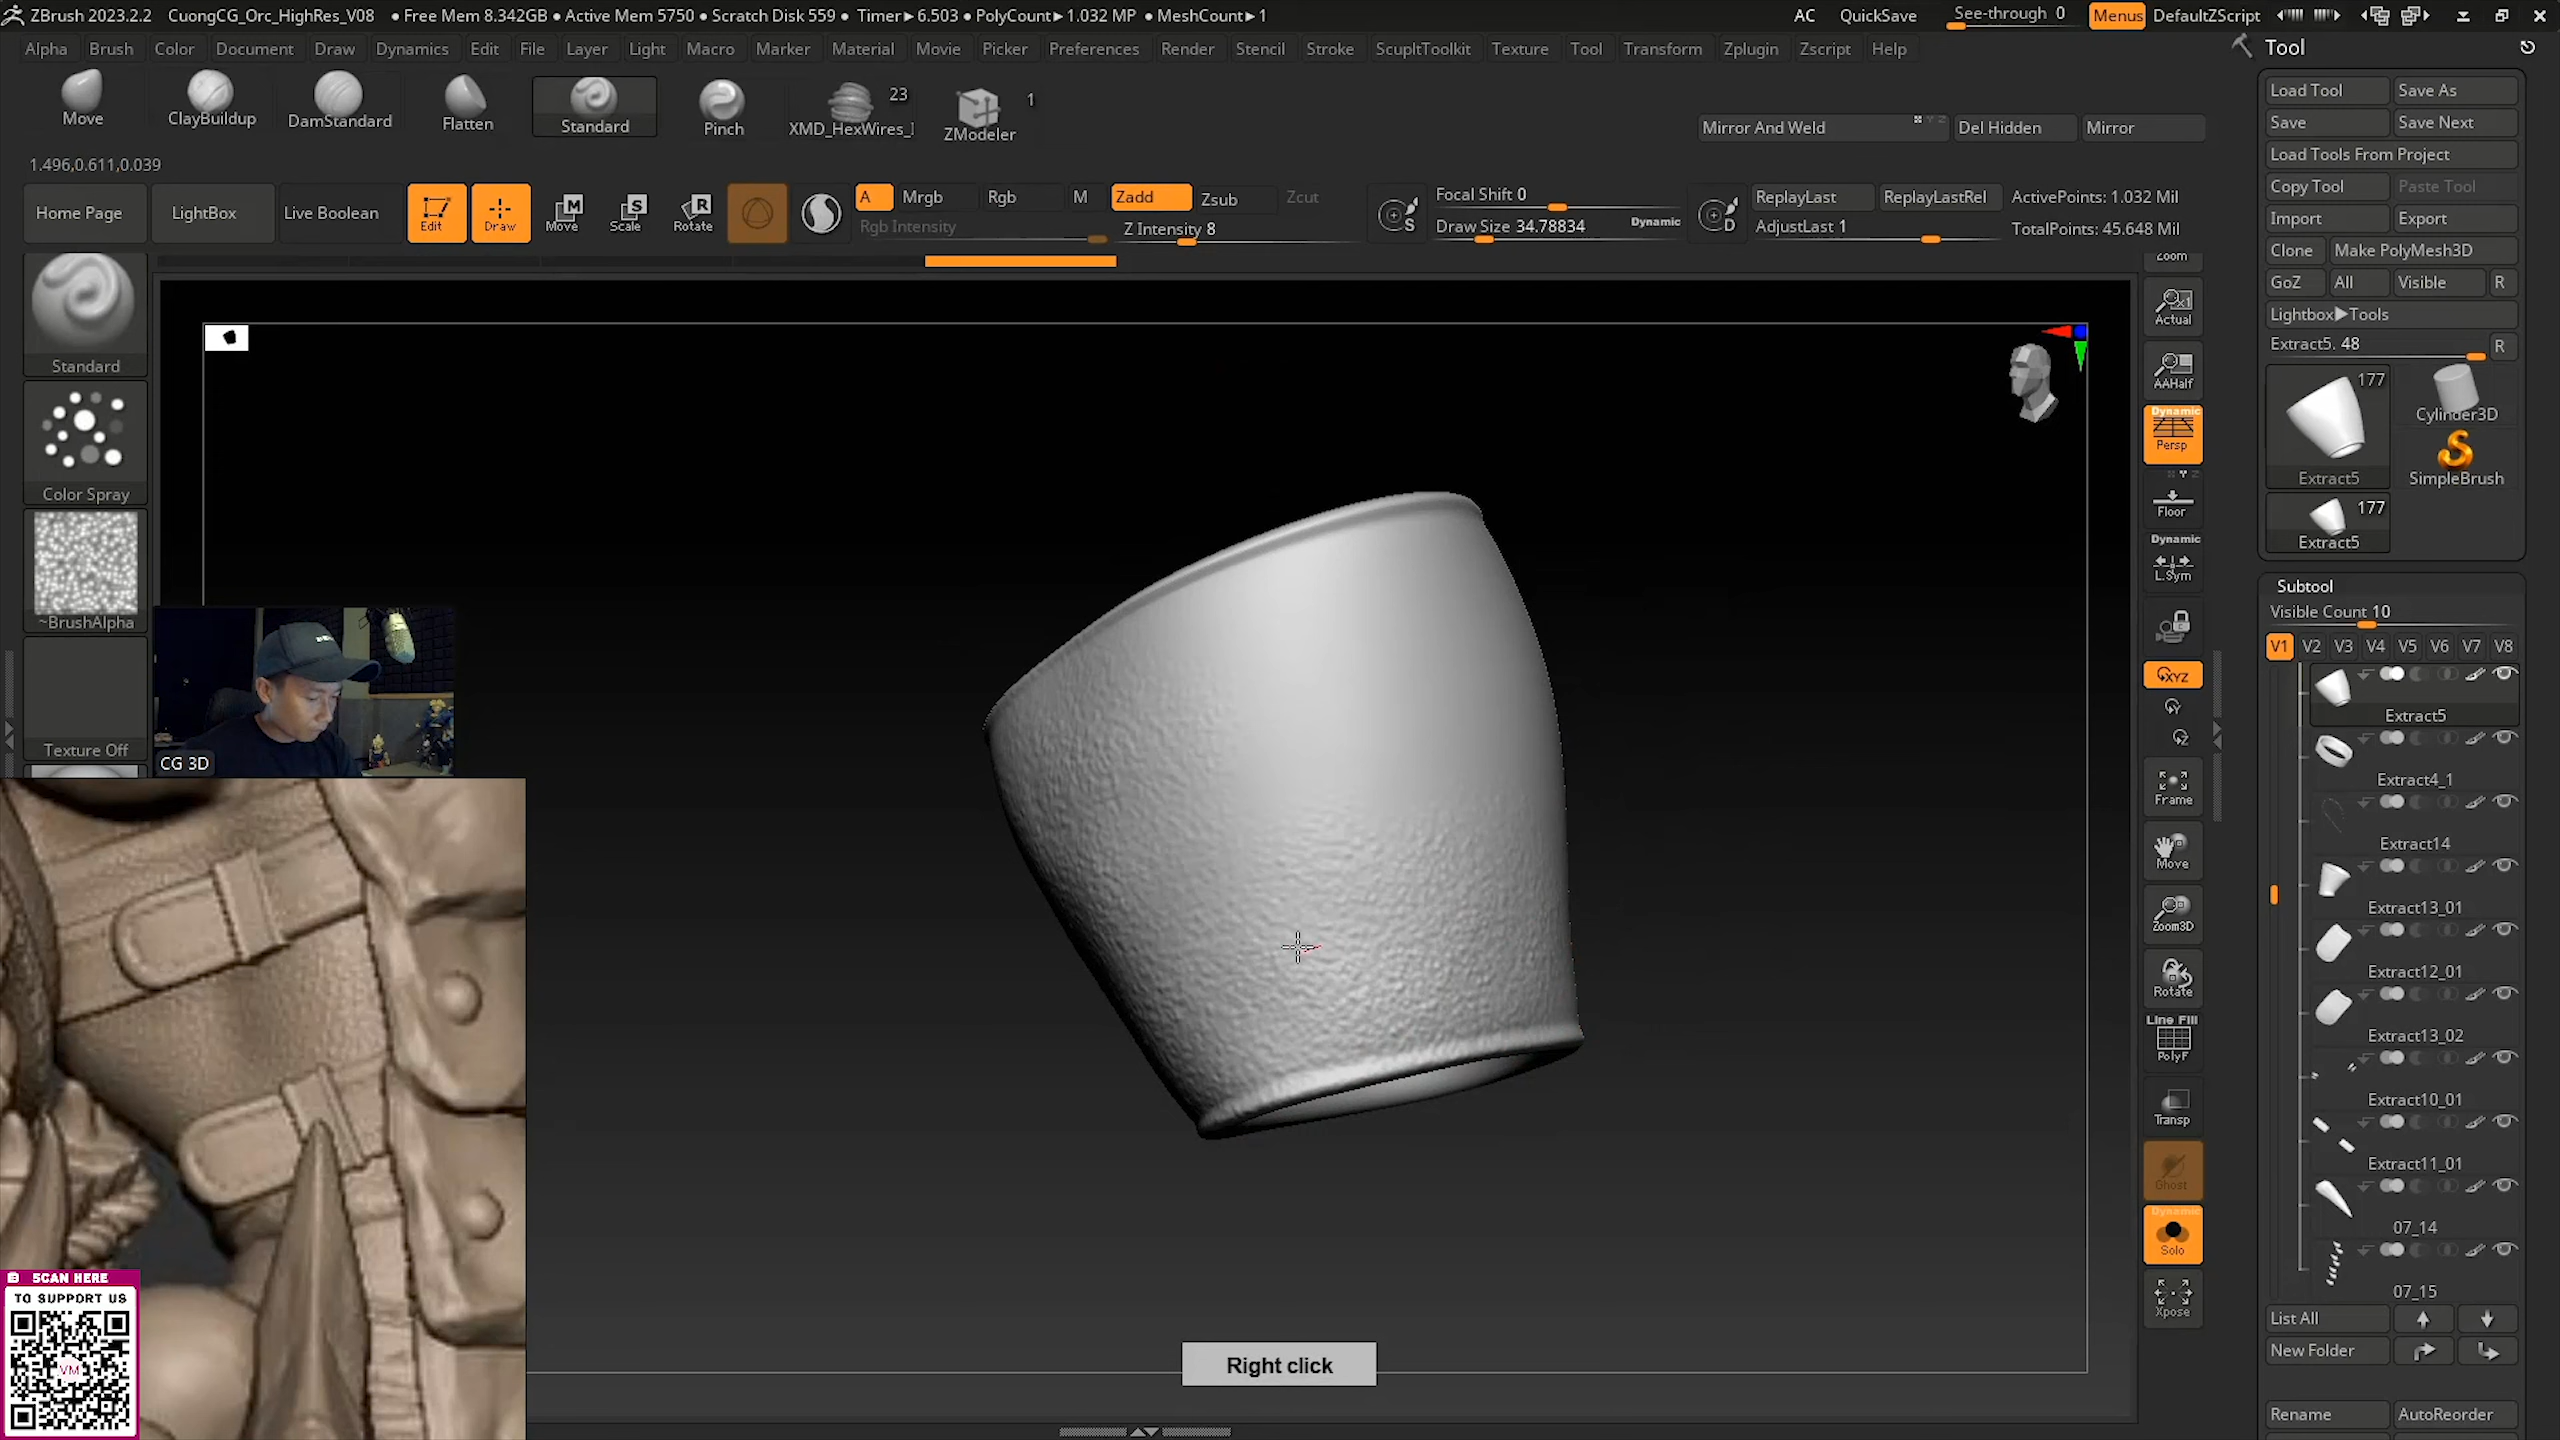 ZBrush 2023.2.2 CuongCG_Orc_HighRes_V08 • Free Mem 8.342GB • Active Mem 5750 • Scratch Disk 559 • Timer▶6.503 • PolyCount▶1.032 MP • MeshCount▶1 AC QuickSave See-through 0 Menus DefaultZScript
Alpha Brush Color Document Draw Dynamics Edit File Layer Light Macro Marker Material Movie Picker Preferences Render Stencil Stroke ScupltToolkit Texture Tool Transform Zplugin Zscript Help
Tool
Move ClayBuildup DamStandard Flatten Standard Pinch XMD_HexWires_ 23 ZModeler 1
Mirror And Weld Del Hidden Mirror
1.496,0.611,0.039
Home Page LightBox Live Boolean Edit Draw Move Scale Rotate
M S R
A Mrgb Rgb M Zadd Zsub Zcut
Rgb Intensity Z Intensity 8
S Focal Shift 0
Draw Size 34.78834 Dynamic
D ReplayLast ReplayLastRel ActivePoints: 1.032 Mil
AdjustLast 1 TotalPoints: 45.648 Mil
Standard
Color Spray
~BrushAlpha
Texture Off
CG 3D
SCAN HERE
TO SUPPORT US
VM
Right click
Zoom
Actual
AAHalf
Dynamic
Persp
Floor
Dynamic
L.Sym
XYZ
Frame
Move
Zoom3D
Rotate
Line Fill
PolyF
Transp
Ghost
Dynamic
Solo
Xpose
Load Tool Save As
Save Save Next
Load Tools From Project
Copy Tool Paste Tool
Import Export
Clone Make PolyMesh3D
GoZ All Visible R
Lightbox▶Tools
Extract5. 48 R
177
Extract5
Cylinder3D
SimpleBrush
177
Extract5
Subtool
Visible Count 10
V1 V2 V3 V4 V5 V6 V7 V8
Extract5
Extract4_1
Extract14
Extract13_01
Extract12_01
Extract13_02
Extract10_01
Extract11_01
07_14
07_15
List All
New Folder
Rename AutoReorder